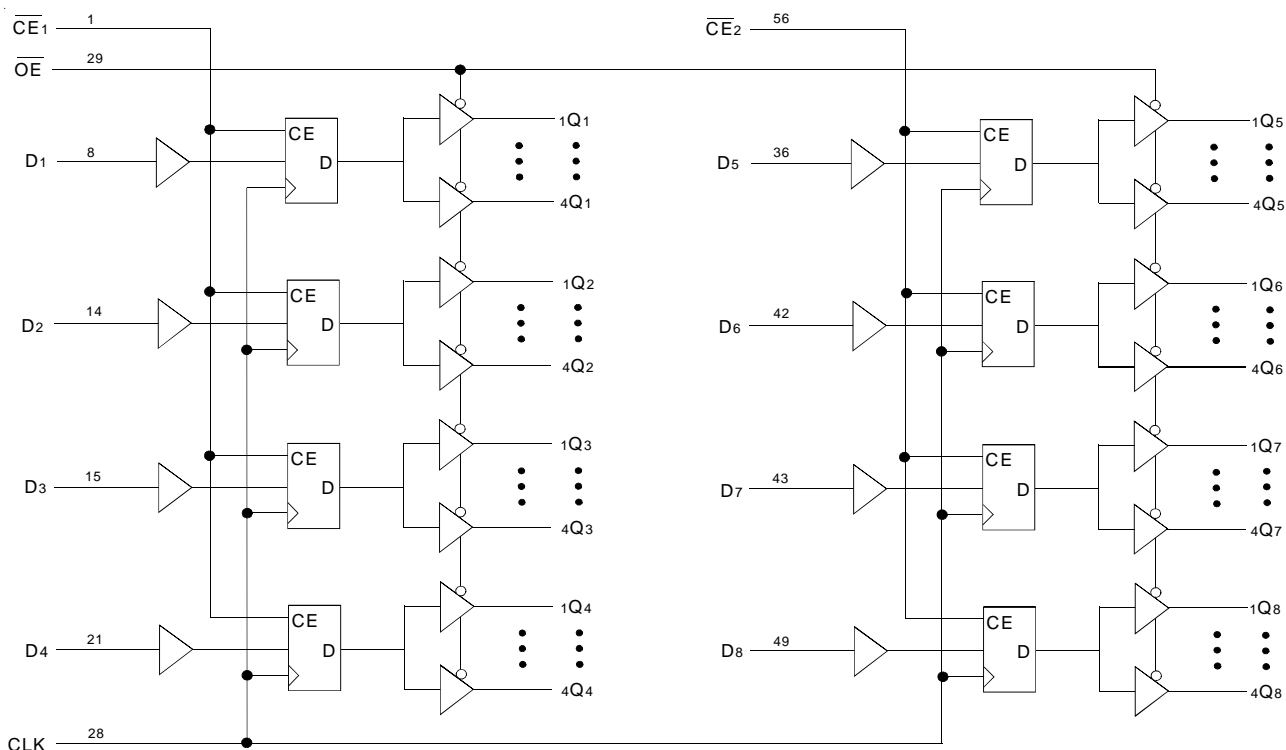 CE1 1
OE 29
CE
D1 8 D
1Q1
4Q1
CE
D2 14 D
1Q2
4Q2
CE
D3 15 D
1Q3
4Q3
CE
D4 21 D
1Q4
4Q4
CLK 28
CE2 56
CE
D5 36 D
1Q5
4Q5
CE
D6 42 D
1Q6
4Q6
CE
D7 43 D
1Q7
4Q7
CE
D8 49 D
1Q8
4Q8